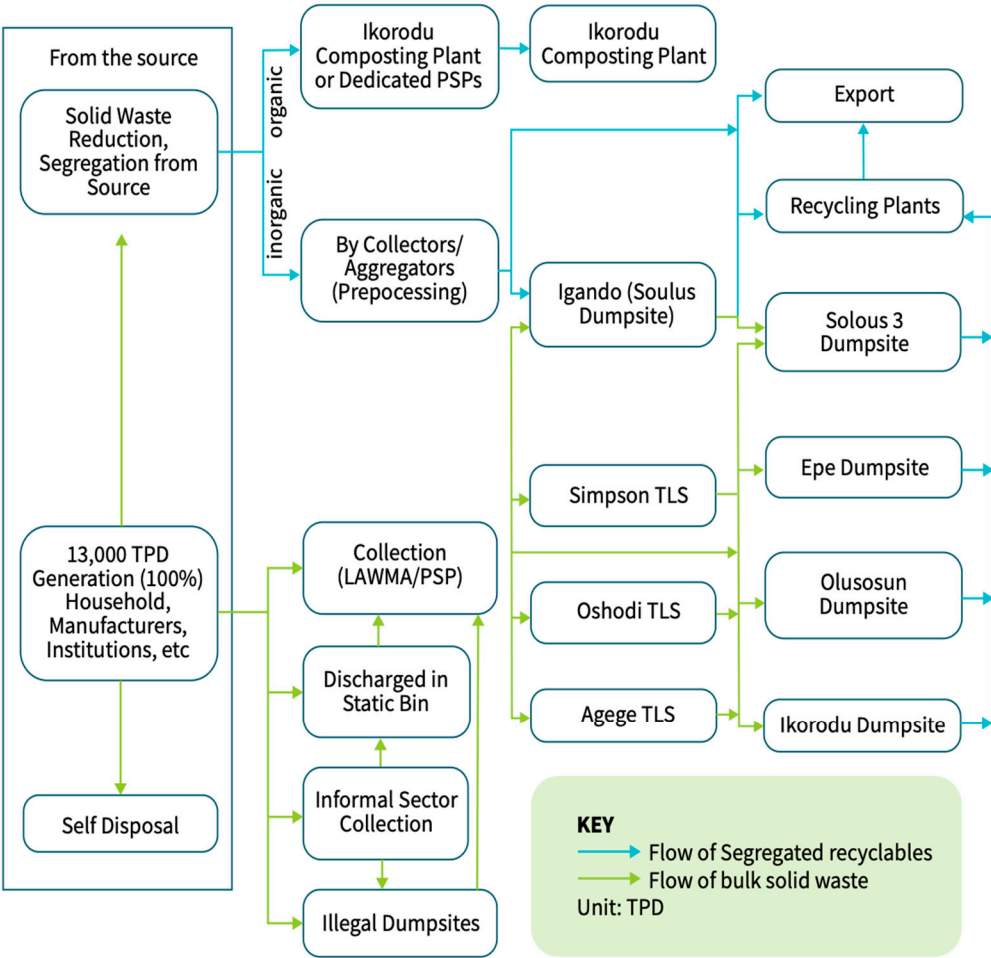 From the source
Solid Waste
Reduction,
Segregation from
Source
13,000 TPD
Generation (100%)
Household,
Manufacturers,
Institutions, etc
Self Disposal
organic
inorganic
Ikorodu
Composting Plant
or Dedicated PSPs
Ikorodu
Composting Plant
By Collectors/
Aggregators
(Prepocessing)
Collection
(LAWMA/PSP)
Discharged in
Static Bin
Informal Sector
Collection
Illegal Dumpsites
Igando (Soulus
Dumpsite)
Simpson TLS
Oshodi TLS
Agege TLS
Export
Recycling Plants
Solous 3
Dumpsite
Epe Dumpsite
Olusosun
Dumpsite
Ikorodu Dumpsite
KEY
Flow of Segregated recyclables
Flow of bulk solid waste
Unit: TPD